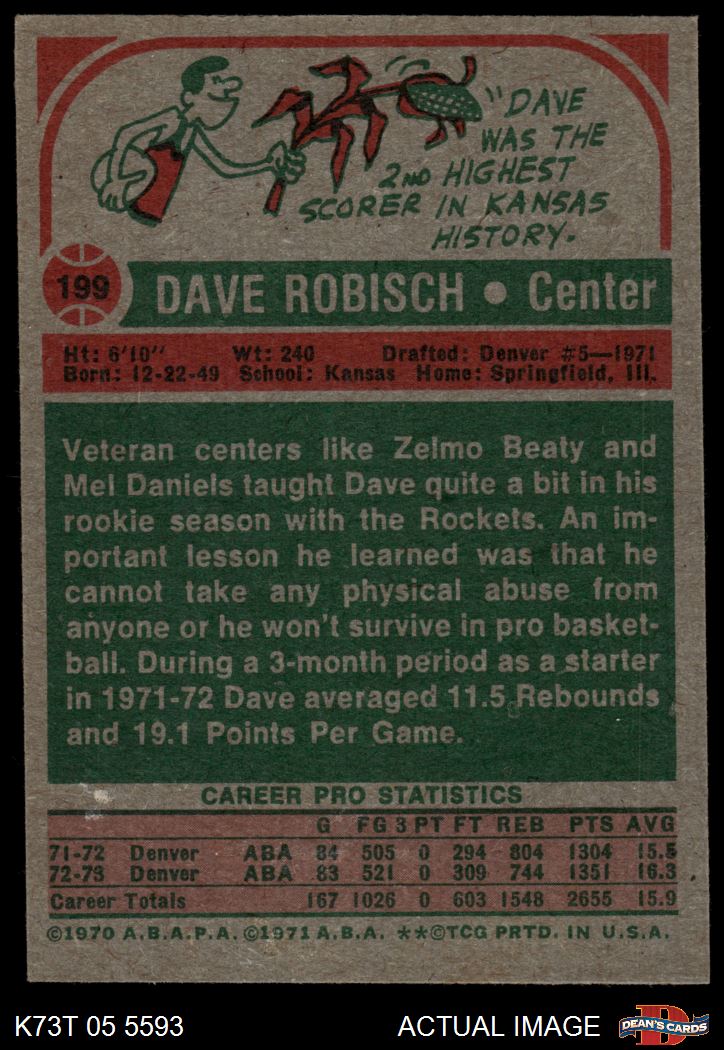 "DAVE
WAS THE
2ND HIGHEST
SCORER IN KANSAS
HISTORY.
199 DAVE ROBISCH • Center
Ht: 6'10" Wt: 240 Drafted: Denver #5—1971
Born: 12-22-49 School: Kansas Home: Springfield, Ill.
Veteran centers like Zelmo Beaty and
Mel Daniels taught Dave quite a bit in his
rookie season with the Rockets. An im-
portant lesson he learned was that he
cannot take any physical abuse from
anyone or he won't survive in pro basket-
ball. During a 3-month period as a starter
in 1971-72 Dave averaged 11.5 Rebounds
and 19.1 Points Per Game.
CAREER PRO STATISTICS
G FG 3 PT FT REB PTS AVG
71-72 Denver ABA 84 505 0 294 804 1304 15.5
72-73 Denver ABA 83 521 0 309 744 1351 16.3
Career Totals 167 1026 0 603 1548 2655 15.9
©1970 A.B.A.P.A. ©1971 A.B.A. **©TCG PRTD. IN U.S.A.
K73T 05 5593 ACTUAL IMAGE D DEAN'S CARDS